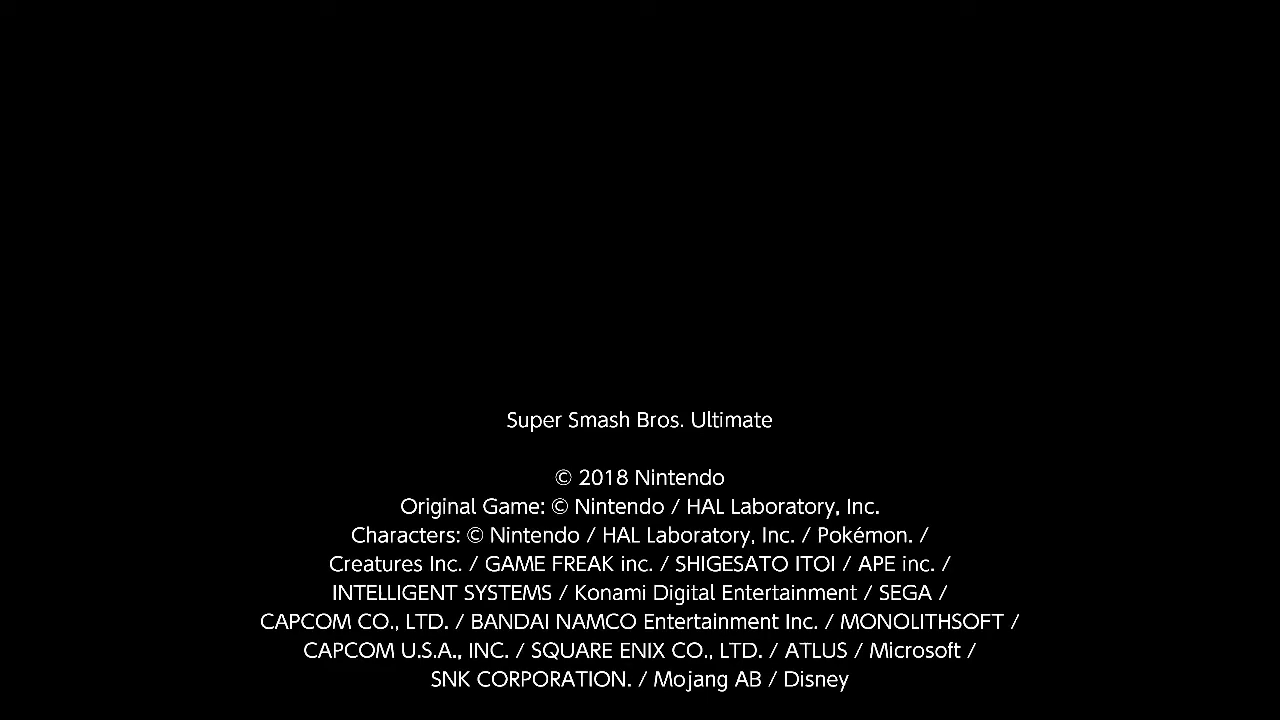 Super Smash Bros. Ultimate
© 2018 Nintendo
Original Game: © Nintendo / HAL Laboratory, Inc.
Characters: © Nintendo / HAL Laboratory, Inc. / Pokémon. /
Creatures Inc. / GAME FREAK inc. / SHIGESATO ITOI / APE inc. /
INTELLIGENT SYSTEMS / Konami Digital Entertainment / SEGA /
CAPCOM CO., LTD. / BANDAI NAMCO Entertainment Inc. / MONOLITHSOFT /
CAPCOM U.S.A., INC. / SQUARE ENIX CO., LTD. / ATLUS / Microsoft /
SNK CORPORATION. / Mojang AB / Disney